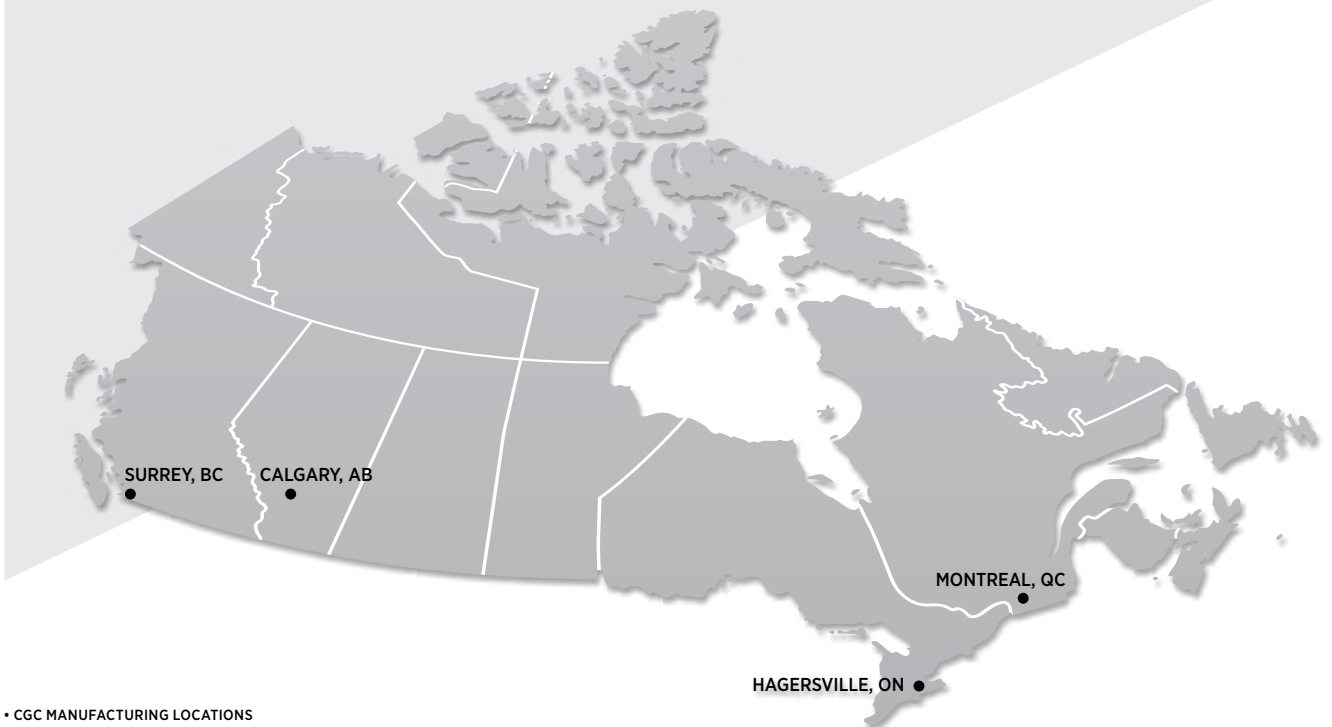 SURREY, BC
CALGARY, AB
MONTREAL, QC
HAGERSVILLE, ON
• CGC MANUFACTURING LOCATIONS